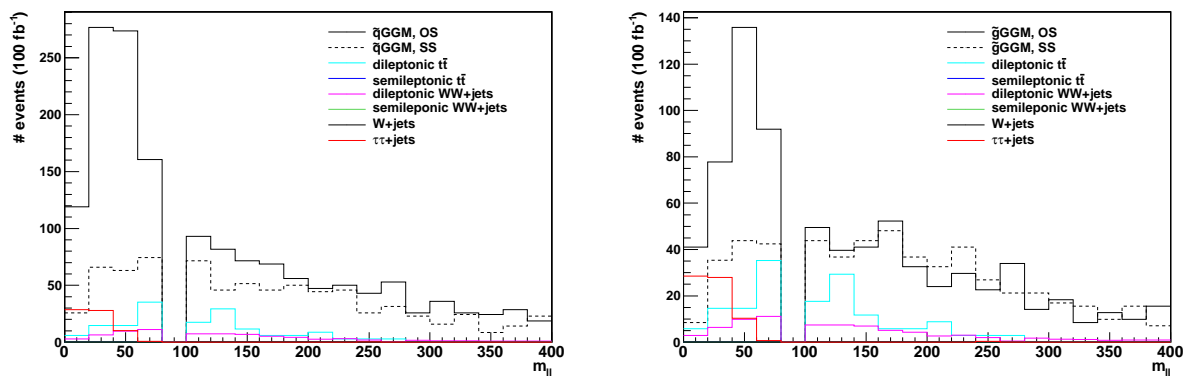 # events (100 fb⁻¹)
250
200
150
100
50
0
q̃GGM, OS
q̃GGM, SS
dileptonic tt̄
semileptonic tt̄
dileptonic WW+jets
semileponic WW+jets
W+jets
ττ+jets
0 50 100 150 200 250 300 350 400
m_ll
# events (100 fb⁻¹)
140
120
100
80
60
40
20
0
g̃GGM, OS
g̃GGM, SS
dileptonic tt̄
semileptonic tt̄
dileptonic WW+jets
semileponic WW+jets
W+jets
ττ+jets
0 50 100 150 200 250 300 350 400
m_ll